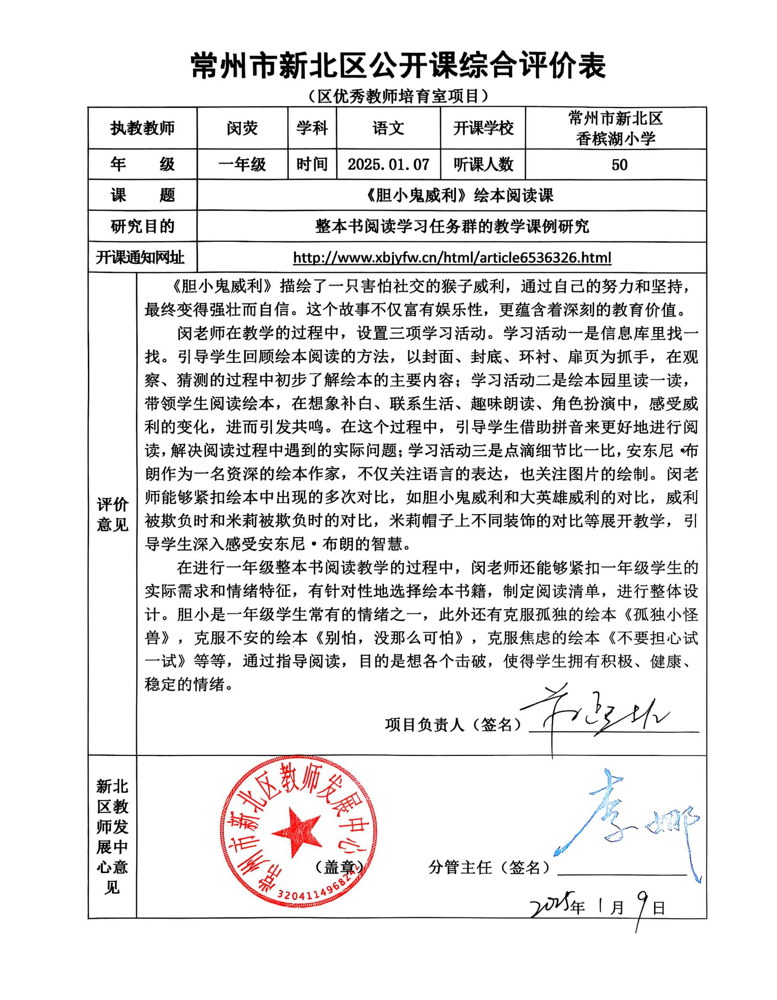 常州市新北区公开课综合评价表
（区优秀教师培育室项目）
执教教师 闵荧 学科 语文 开课学校 常州市新北区
香槟湖小学
年 级 一年级 时间 2025.01.07 听课人数 50
课 题 《胆小鬼威利》绘本阅读课
研究目的 整本书阅读学习任务群的教学课例研究
开课通知网址 http://www.xbjyfw.cn/html/article6536326.html
评价
意见
《胆小鬼威利》描绘了一只害怕社交的猴子威利，通过自己的努力和坚持，
最终变得强壮而自信。这个故事不仅富有娱乐性，更蕴含着深刻的教育价值。
闵老师在教学的过程中，设置三项学习活动。学习活动一是信息库里找一
找。引导学生回顾绘本阅读的方法，以封面、封底、环衬、扉页为抓手，在观
察、猜测的过程中初步了解绘本的主要内容；学习活动二是绘本园里读一读，
带领学生阅读绘本，在想象补白、联系生活、趣味朗读、角色扮演中，感受威
利的变化，进而引发共鸣。在这个过程中，引导学生借助拼音来更好地进行阅
读，解决阅读过程中遇到的实际问题；学习活动三是点滴细节比一比，安东尼·布
朗作为一名资深的绘本作家，不仅关注语言的表达，也关注图片的绘制。闵老
师能够紧扣绘本中出现的多次对比，如胆小鬼威利和大英雄威利的对比，威利
被欺负时和米莉被欺负时的对比，米莉帽子上不同装饰的对比等展开教学，引
导学生深入感受安东尼·布朗的智慧。
在进行一年级整本书阅读教学的过程中，闵老师还能够紧扣一年级学生的
实际需求和情绪特征，有针对性地选择绘本书籍，制定阅读清单，进行整体设
计。胆小是一年级学生常有的情绪之一，此外还有克服孤独的绘本《孤独小怪
兽》，克服不安的绘本《别怕，没那么可怕》，克服焦虑的绘本《不要担心试
一试》等等，通过指导阅读，目的是想各个击破，使得学生拥有积极、健康、
稳定的情绪。
项目负责人（签名）
新北
区教
师发
展中
心意
见
常州市新北区教师发展中心
3204114968242
（盖章）
分管主任（签名） 李娜
2025年 1月 9日